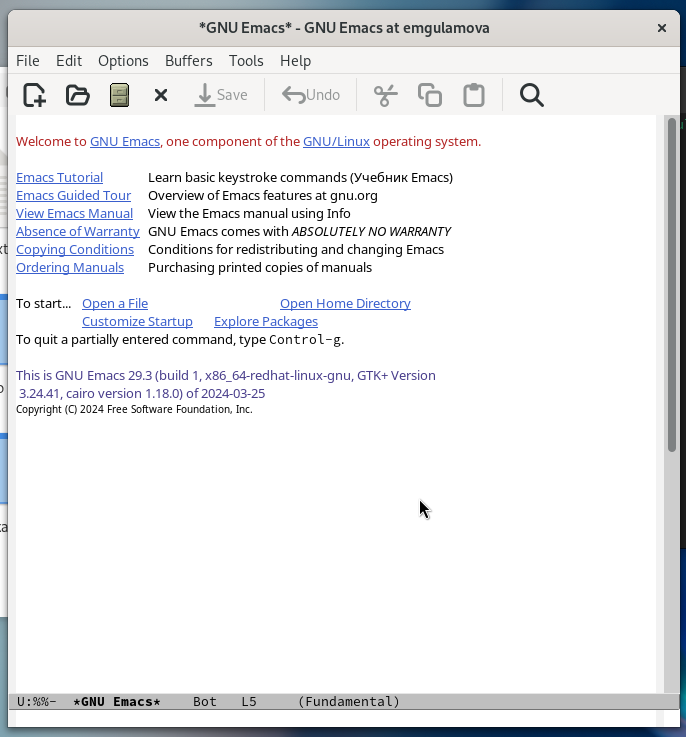 *GNU Emacs* - GNU Emacs at emgulamova
File Edit Options Buffers Tools Help
Save Undo
Welcome to GNU Emacs, one component of the GNU/Linux operating system.
Emacs Tutorial Learn basic keystroke commands (Учебник Emacs)
Emacs Guided Tour Overview of Emacs features at gnu.org
View Emacs Manual View the Emacs manual using Info
Absence of Warranty GNU Emacs comes with ABSOLUTELY NO WARRANTY
Copying Conditions Conditions for redistributing and changing Emacs
Ordering Manuals Purchasing printed copies of manuals
To start... Open a File Open Home Directory
Customize Startup Explore Packages
To quit a partially entered command, type Control-g.
This is GNU Emacs 29.3 (build 1, x86_64-redhat-linux-gnu, GTK+ Version
3.24.41, cairo version 1.18.0) of 2024-03-25
Copyright (C) 2024 Free Software Foundation, Inc.
U:%%- *GNU Emacs* Bot L5 (Fundamental)